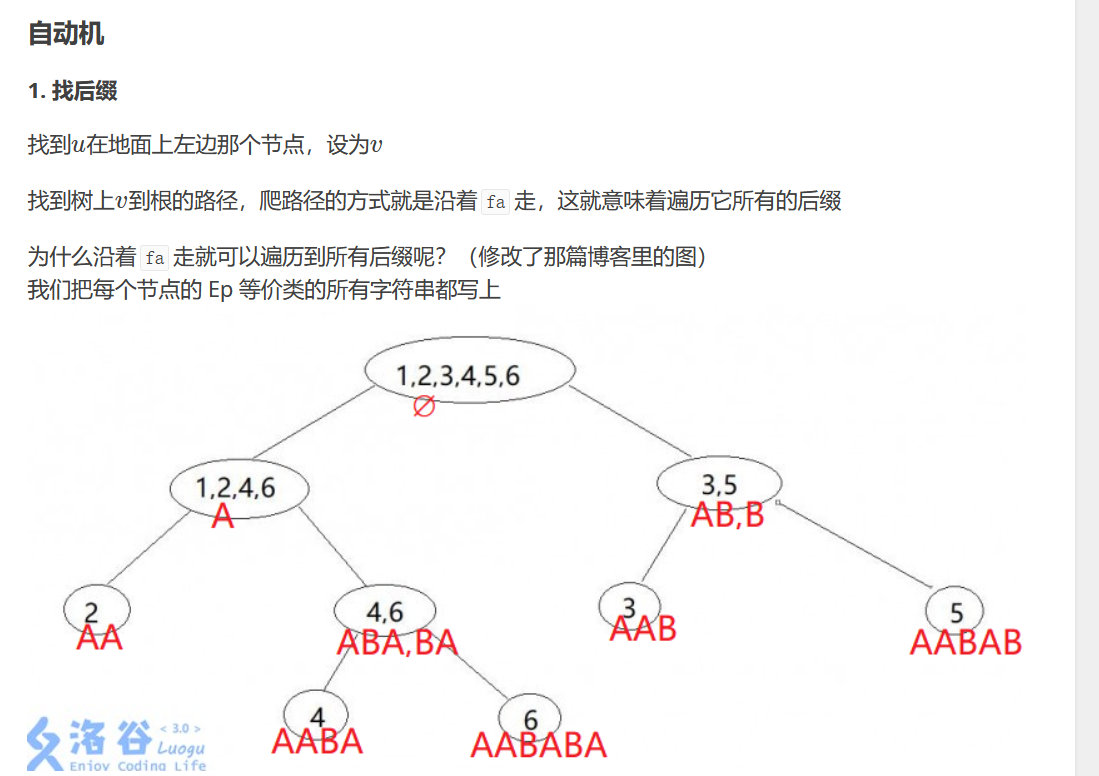 自动机
1. 找后缀
找到u在地面上左边那个节点，设为v
找到树上v到根的路径，爬路径的方式就是沿着 fa 走，这就意味着遍历它所有的后缀
为什么沿着 fa 走就可以遍历到所有后缀呢？（修改了那篇博客里的图）
我们把每个节点的 Ep 等价类的所有字符串都写上
1,2,3,4,5,6
∅
1,2,4,6
A
3,5
AB,B
2
AA
4,6
ABA,BA
3
AAB
5
AABAB
4
AABA
6
AABABA
洛谷 < 3.0 >
Luogu
Enjoy Coding Life